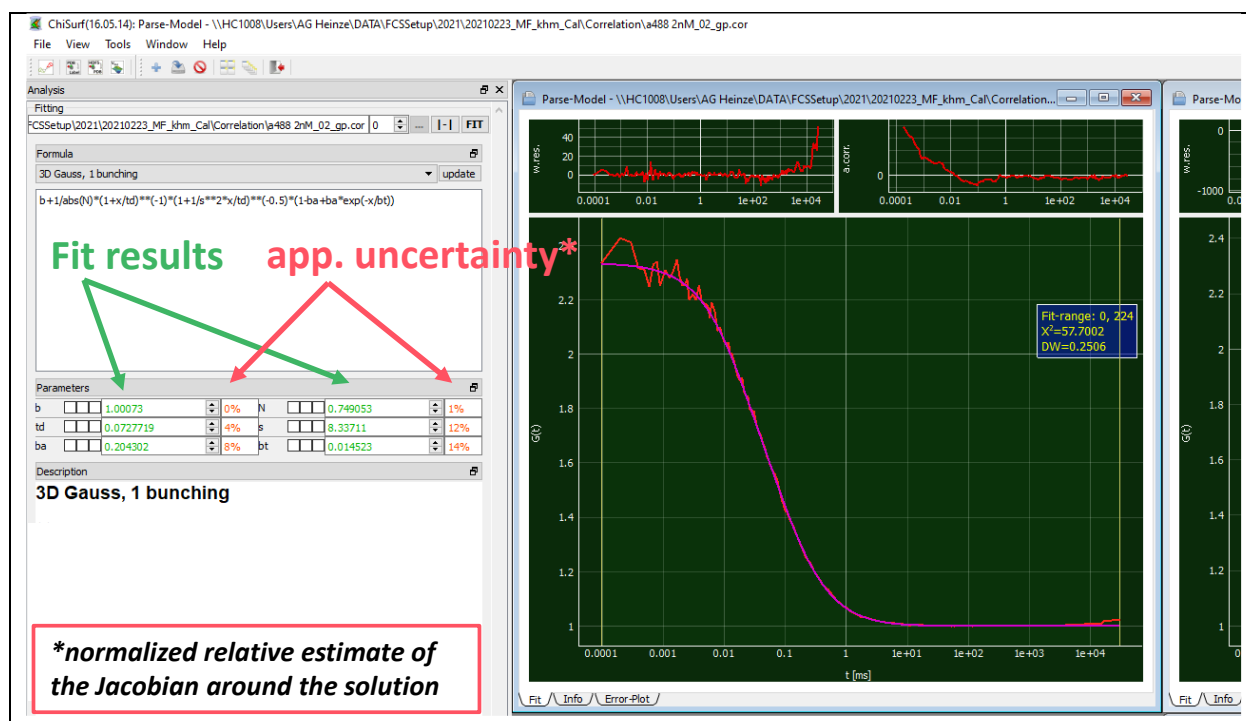 ChiSurf(16.05.14): Parse-Model - \\HC1008\Users\AG Heinze\DATA\FCSSetup\2021\20210223_MF_khm_Cal\Correlation\a488 2nM_02_gp.cor
File View Tools Window Help
Analysis
Fitting
FCSSetup\2021\20210223_MF_khm_Cal\Correlation\a488 2nM_02_gp.cor 0 ... |-| FIT
Formula
3D Gauss, 1 bunching update
b+1/abs(N)*(1+x/td)**(-1)*(1+1/s**2*x/td)**(-0.5)*(1-ba+ba*exp(-x/bt))
Fit results app. uncertainty*
Parameters
b 1.00073 0% N 0.749053 1%
td 0.0727719 4% s 8.33711 12%
ba 0.204302 8% bt 0.014523 14%
Description
3D Gauss, 1 bunching
*normalized relative estimate of
the Jacobian around the solution
Parse-Model - \\HC1008\Users\AG Heinze\DATA\FCSSetup\2021\20210223_MF_khm_Cal\Correlation...
w.res.
40
20
0
0.0001 0.01 1 1e+02 1e+04
a.corr.
0
0.0001 0.01 1 1e+02 1e+04
G(t)
2.2
2
1.8
1.6
1.4
1.2
1
Fit-range: 0, 224
X²=57.7002
DW=0.2506
0.0001 0.001 0.01 0.1 1 1e+01 1e+02 1e+03 1e+04
t [ms]
Fit Info Error-Plot
Parse-Mo
w.res.
0
-1000
0.0
G(t)
2.4
2.2
2
1.8
1.6
1.4
1.2
1
0
Fit Info